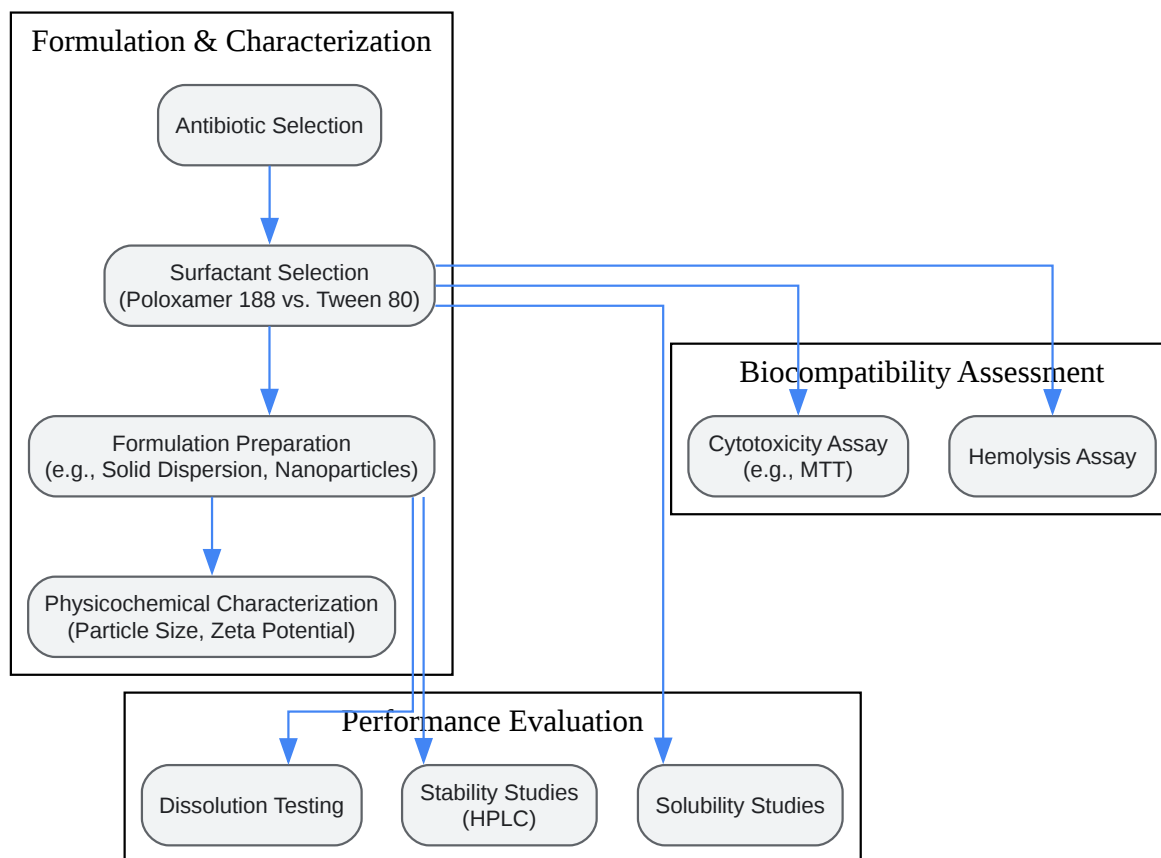 Formulation & Characterization
Antibiotic Selection
Surfactant Selection
(Poloxamer 188 vs. Tween 80)
Formulation Preparation
(e.g., Solid Dispersion, Nanoparticles)
Physicochemical Characterization
(Particle Size, Zeta Potential)
Biocompatibility Assessment
Cytotoxicity Assay
(e.g., MTT)
Hemolysis Assay
Performance Evaluation
Dissolution Testing
Stability Studies
(HPLC)
Solubility Studies